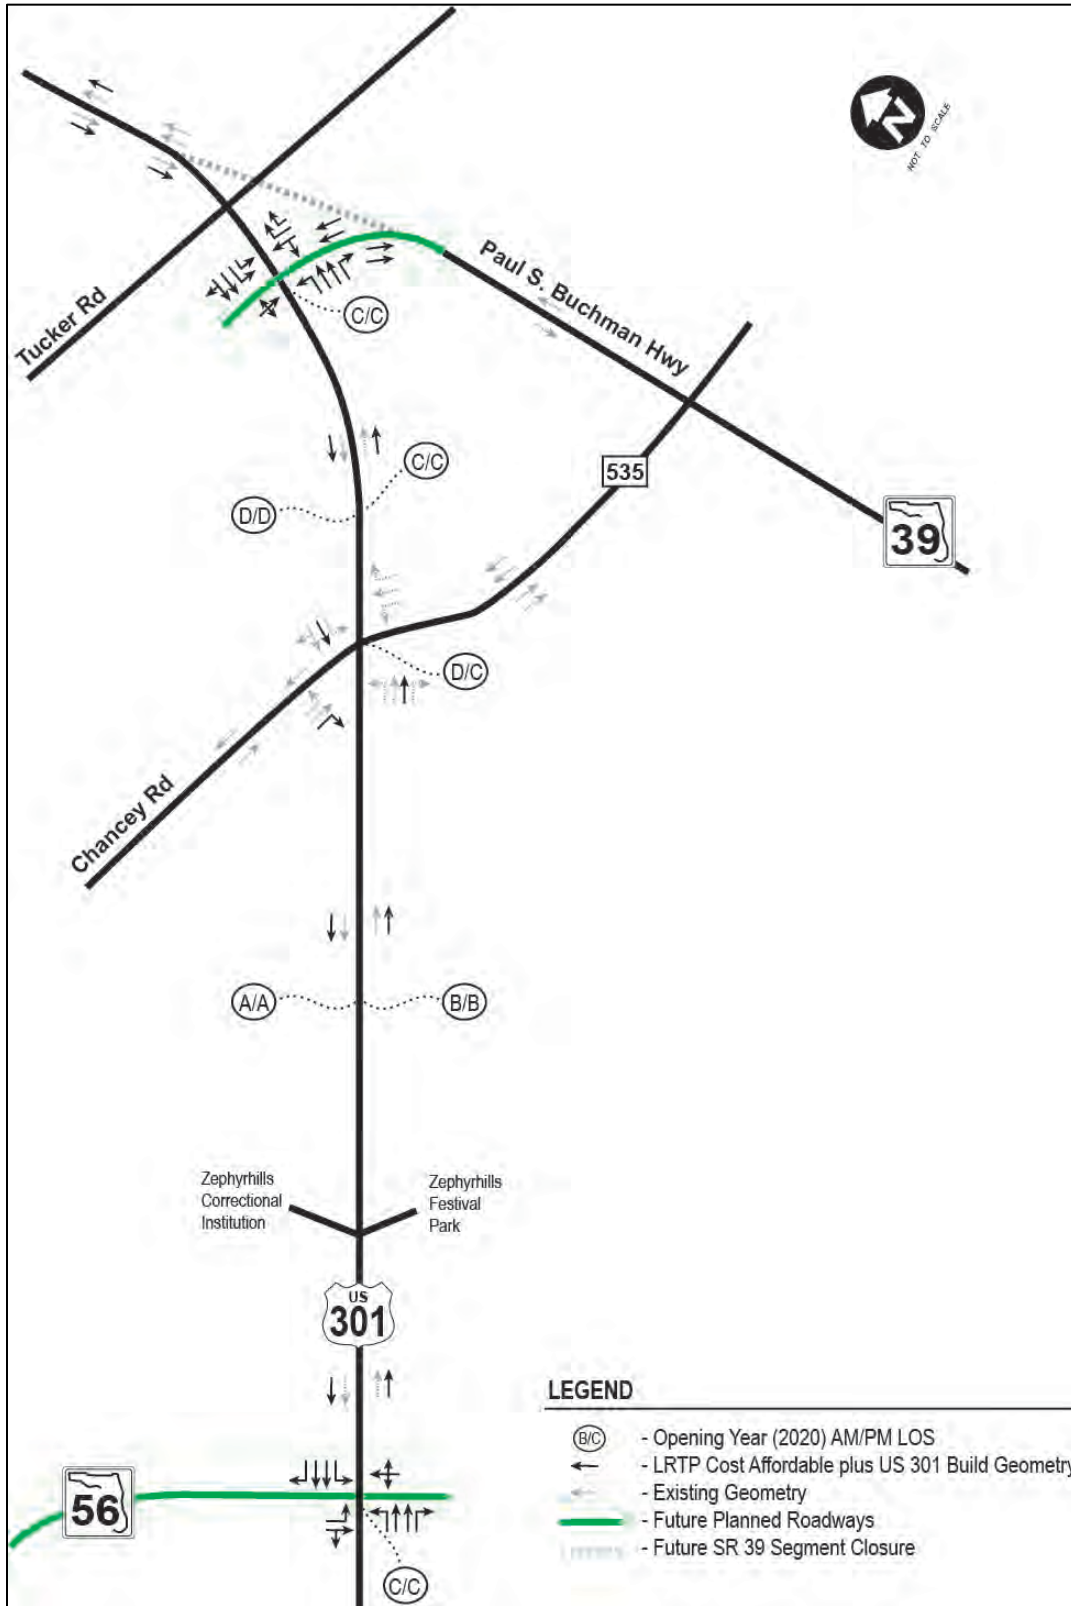 N
NOT TO SCALE
Tucker Rd
Paul S. Buchman Hwy
C/C
C/C
535
D/D
39
D/C
Chancey Rd
A/A
B/B
Zephyrhills
Correctional
Institution
Zephyrhills
Festival
Park
US
301
56
C/C
LEGEND
B/C - Opening Year (2020) AM/PM LOS
- LRTP Cost Affordable plus US 301 Build Geometry
- Existing Geometry
- Future Planned Roadways
- Future SR 39 Segment Closure